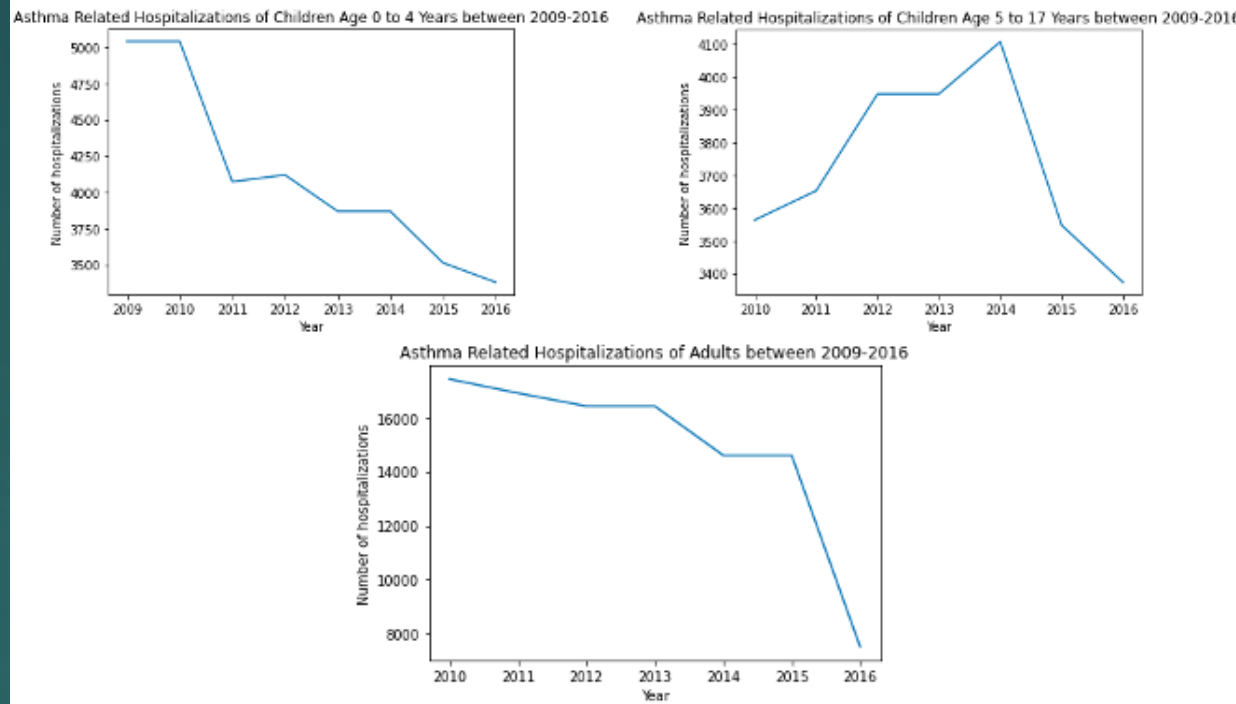 Asthma Related Hospitalizations of Children Age 0 to 4 Years between 2009-2016
5000
4750
4500
4250
4000
3750
3500
Number of hospitalizations
2009 2010 2011 2012 2013 2014 2015 2016
Year
Asthma Related Hospitalizations of Children Age 5 to 17 Years between 2009-2016
4100
4000
3900
3800
3700
3600
3500
3400
Number of hospitalizations
2010 2011 2012 2013 2014 2015 2016
Year
Asthma Related Hospitalizations of Adults between 2009-2016
16000
14000
12000
10000
8000
Number of hospitalizations
2010 2011 2012 2013 2014 2015 2016
Year